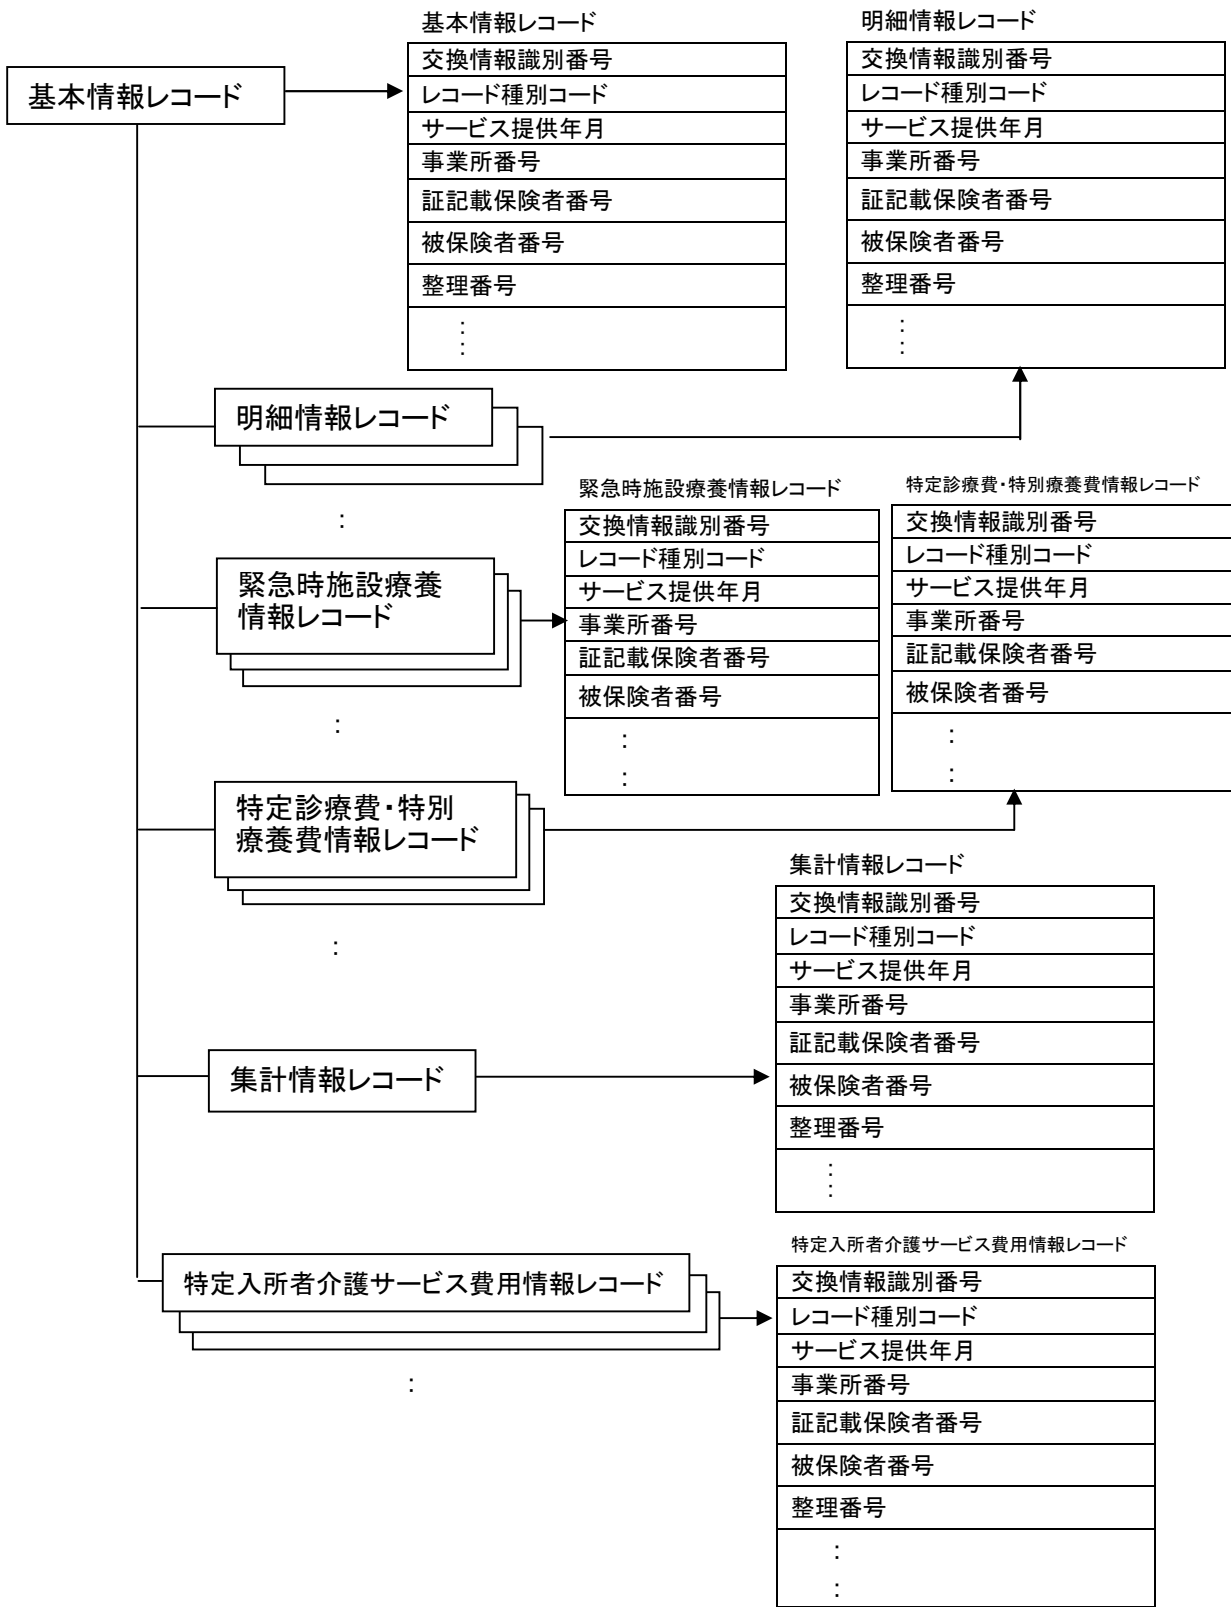 基本情報レコード
交換情報識別番号
レコード種別コード
サービス提供年月
事業所番号
証記載保険者番号
被保険者番号
整理番号
:
:
明細情報レコード
交換情報識別番号
レコード種別コード
サービス提供年月
事業所番号
証記載保険者番号
被保険者番号
整理番号
:
:
基本情報レコード
明細情報レコード
:
緊急時施設療養情報レコード
交換情報識別番号
レコード種別コード
サービス提供年月
事業所番号
証記載保険者番号
被保険者番号
:
:
特定診療費・特別療養費情報レコード
交換情報識別番号
レコード種別コード
サービス提供年月
事業所番号
証記載保険者番号
被保険者番号
:
:
緊急時施設療養
情報レコード
:
特定診療費・特別
療養費情報レコード
:
集計情報レコード
交換情報識別番号
レコード種別コード
サービス提供年月
事業所番号
証記載保険者番号
被保険者番号
整理番号
:
:
集計情報レコード
特定入所者介護サービス費用情報レコード
交換情報識別番号
レコード種別コード
サービス提供年月
事業所番号
証記載保険者番号
被保険者番号
整理番号
:
:
特定入所者介護サービス費用情報レコード
: